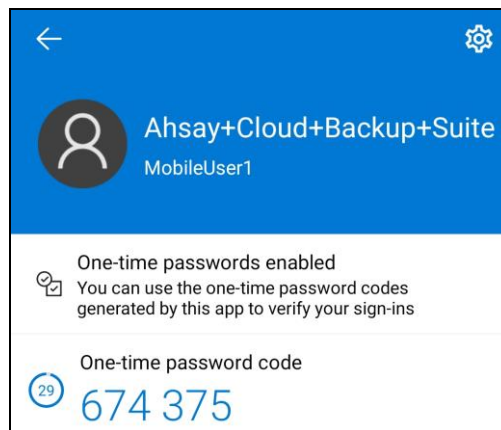 Ahsay+Cloud+Backup+Suite
MobileUser1
One-time passwords enabled
You can use the one-time password codes
generated by this app to verify your sign-ins
One-time password code
29
674 375